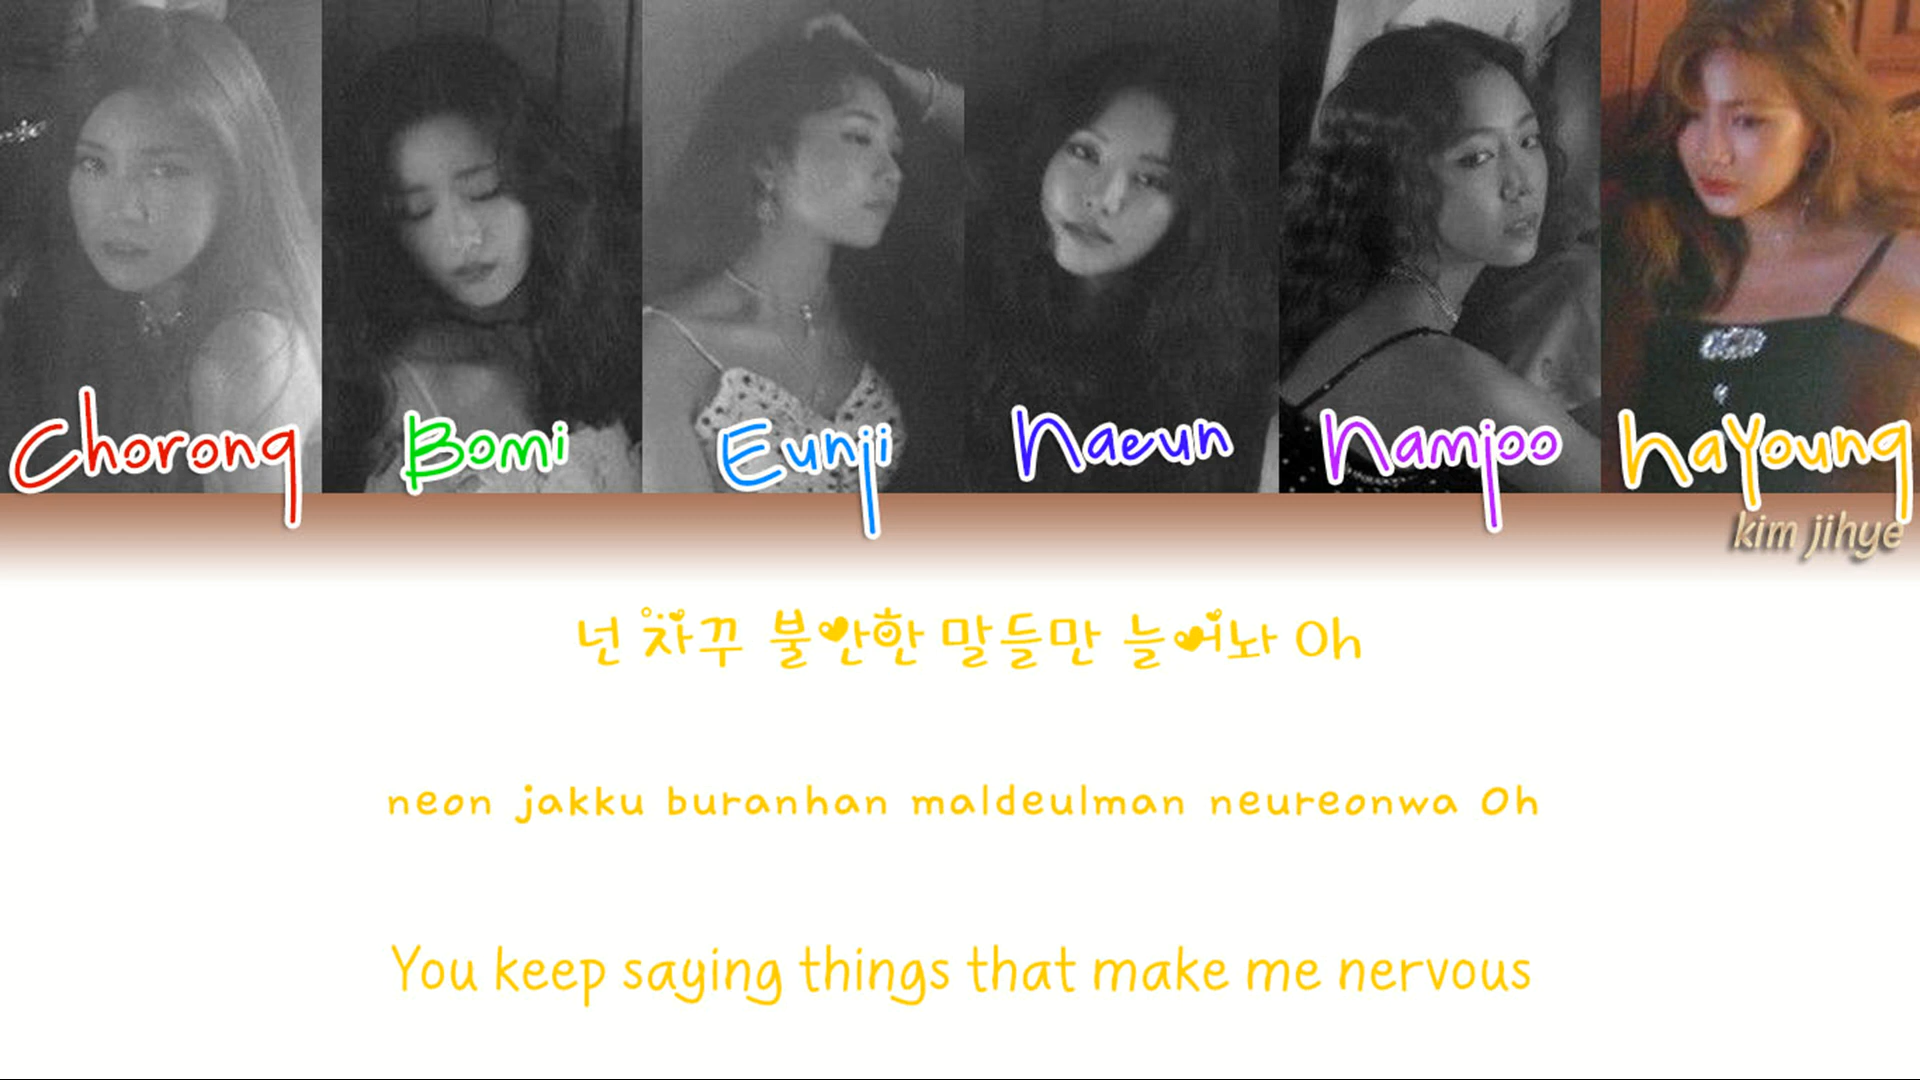 Chorong Bomi Eunji Naeun Namjoo HaYoung
kim jihye
넌 자꾸 불안한 말들만 늘어놔 Oh
neon jakku buranhan maldeulman neureonwa Oh
You keep saying things that make me nervous